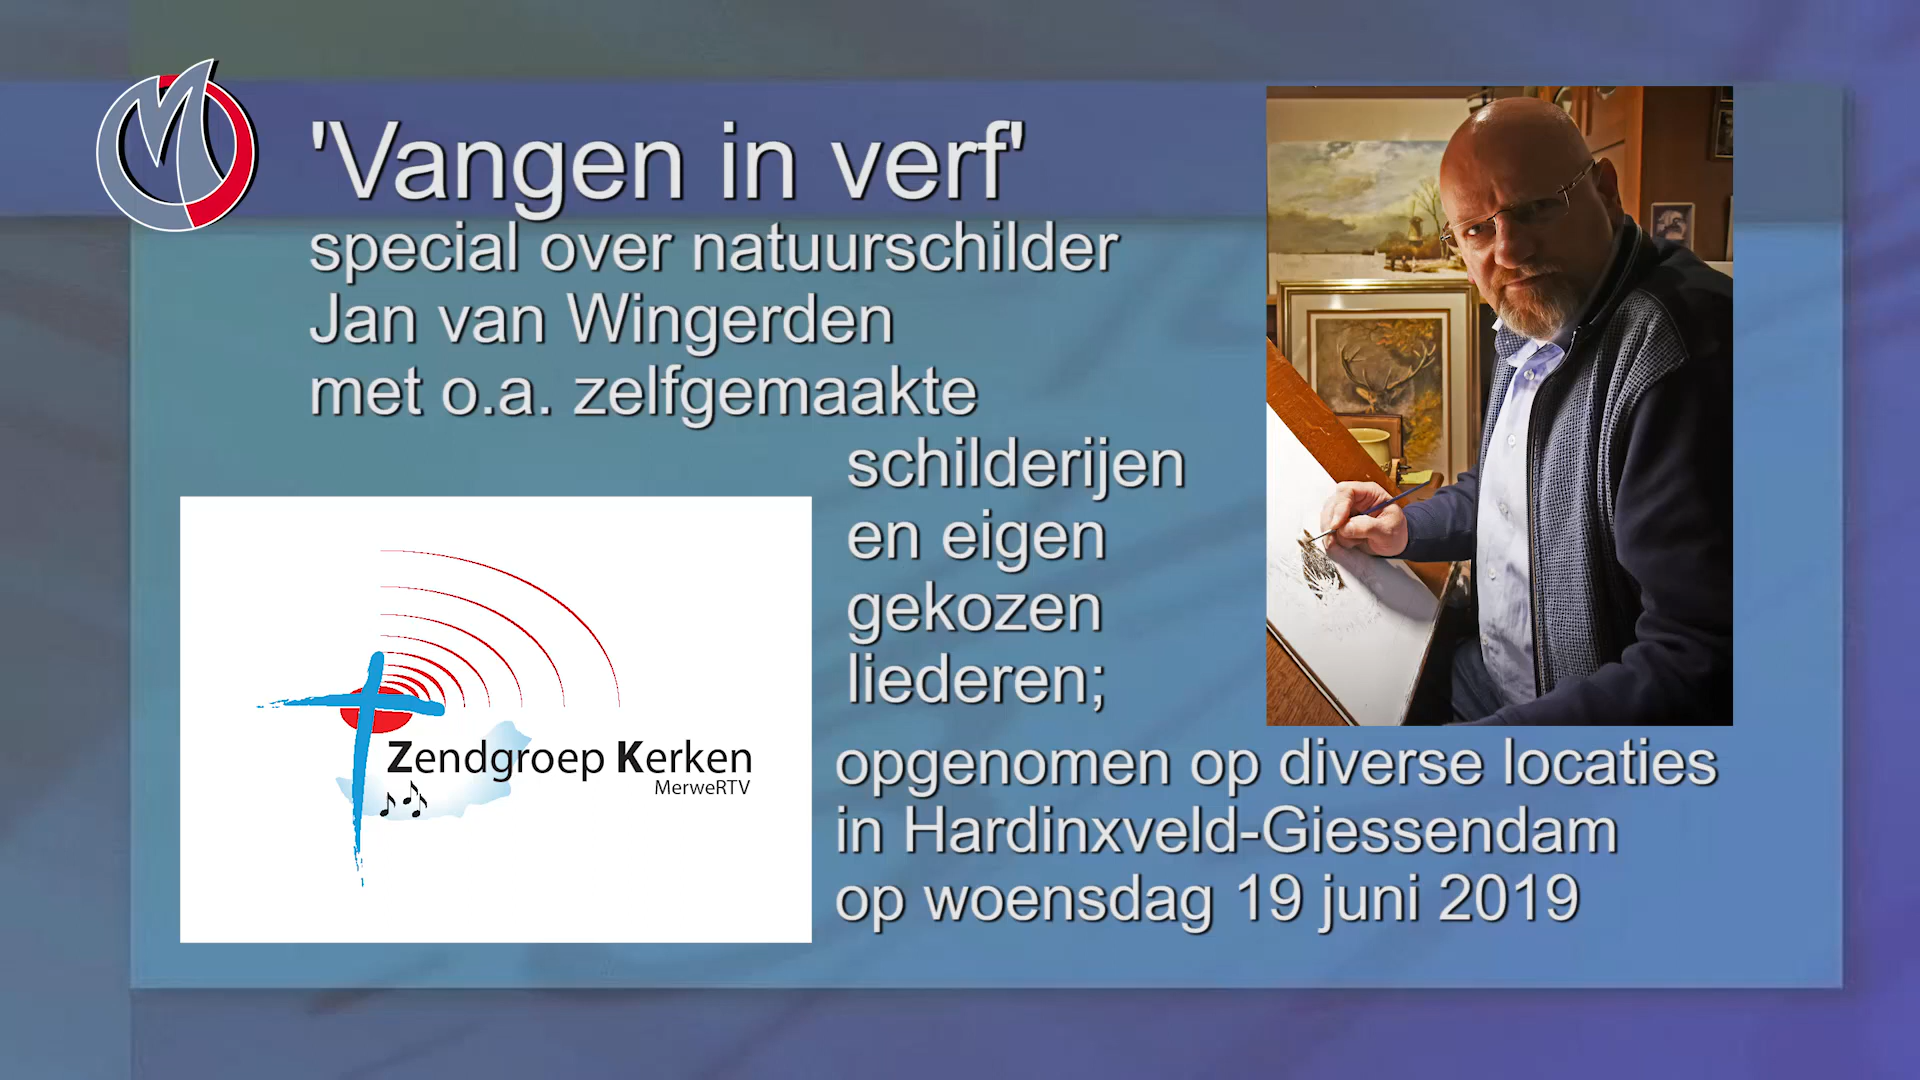 'Vangen in verf'
special over natuurschilder
Jan van Wingerden
met o.a. zelfgemaakte
schilderijen
en eigen
gekozen
liederen;
opgenomen op diverse locaties
in Hardinxveld-Giessendam
op woensdag 19 juni 2019
Zendgroep Kerken
MerweRTV